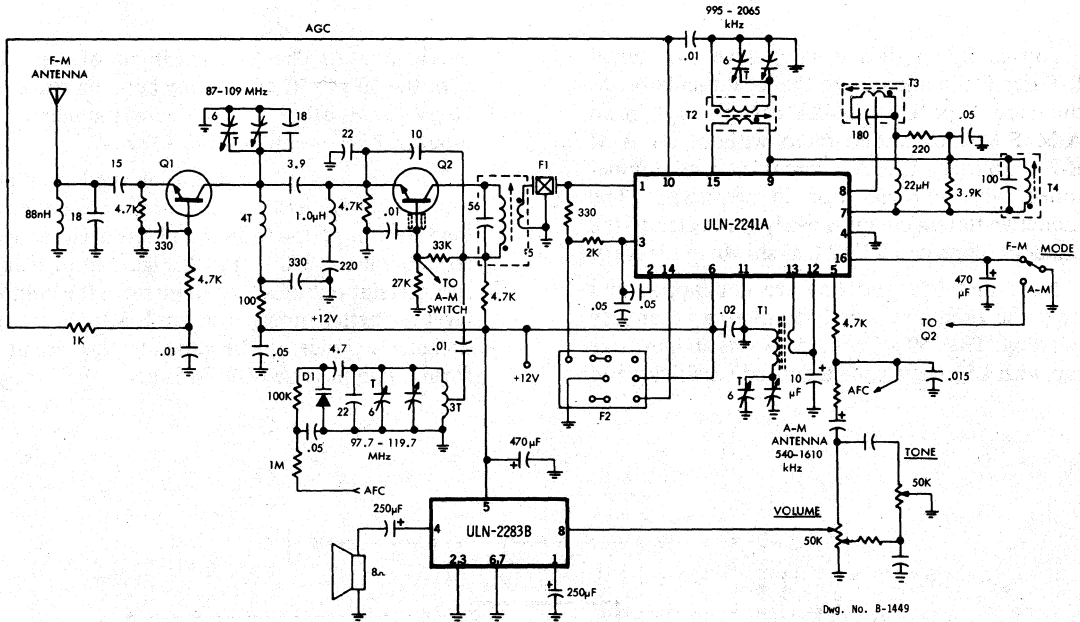 AGC
995 - 2065
kHz
.01
6
T
F-M
ANTENNA
87-109 MHz
6
T
18
22
10
T2
T3
180
.05
220
15
Q1
3.9
Q2
F1
15
10
9
1
8
7
4
16
22μH
3.9K
100
T4
88nH
18
4.7K
330
4T
1.0μH
4.7K
.01
56
5
330
2K
3
ULN-2241A
33K
27K
TO
A-M
SWITCH
330
220
100
4.7K
4.7K
.05
2
.05
14
6
11
13
12
5
F-M
MODE
A-M
470
μF
TO
Q2
1K
.01
.05
+12V
.01
+12V
.02
T1
4.7K
AFC
.015
D1
4.7
100K
22
T
6
3T
.05
97.7 - 119.7
MHz
1M
AFC
F2
T
6
10
μF
+
+
A-M
ANTENNA
540-1610
kHz
TONE
50K
VOLUME
50K
470μF
+
250μF
+
5
4
ULN-2283B
8
2,3
6,7
1
8Ω
+
250μF
Dwg. No. B-1449